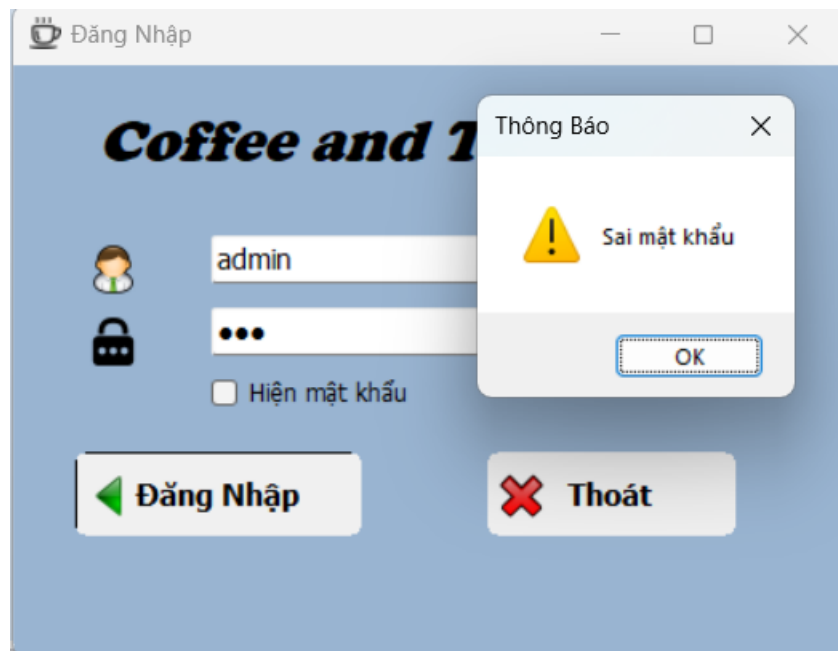 Đăng Nhập
Coffee and
Thông Báo
Sai mật khẩu
OK
admin
●●●
Hiện mật khẩu
Đăng Nhập
Thoát